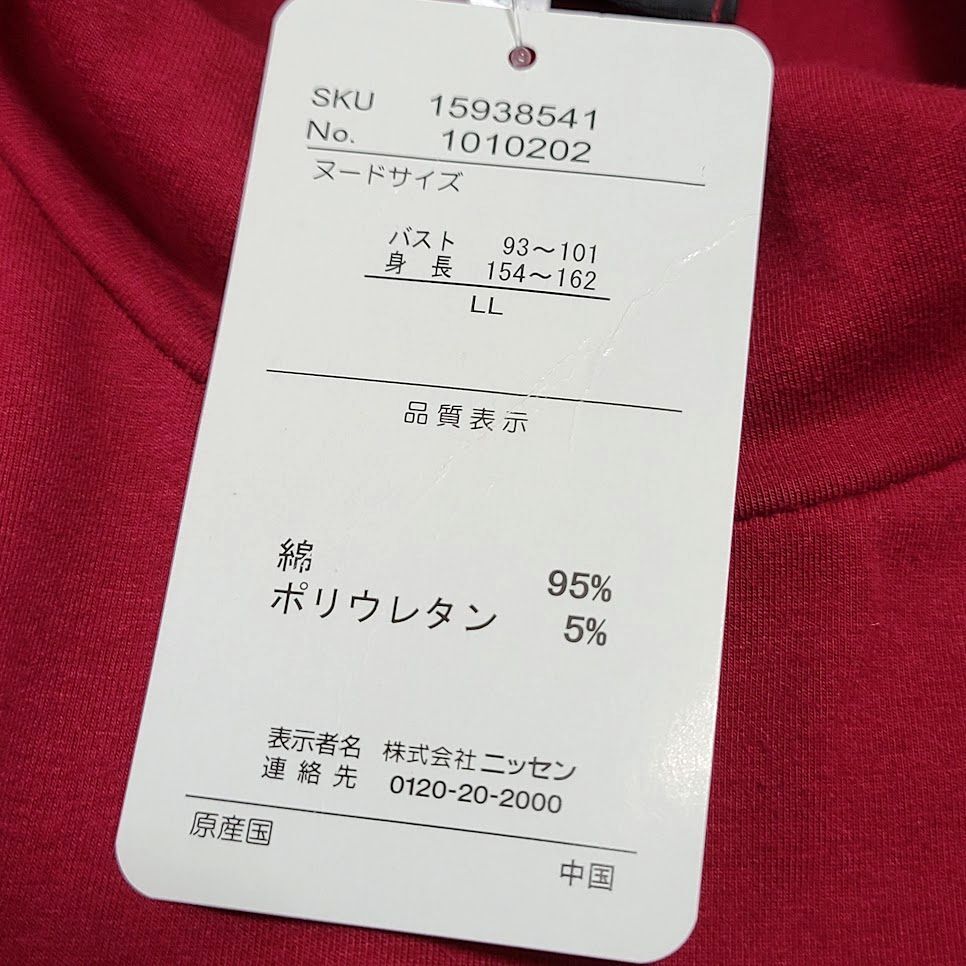 SKU 15938541
No. 1010202
ヌードサイズ
バスト 93～101
身長 154～162
LL
品質表示
綿 95%
ポリウレタン 5%
表示者名 株式会社ニッセン
連絡先 0120-20-2000
原産国
中国